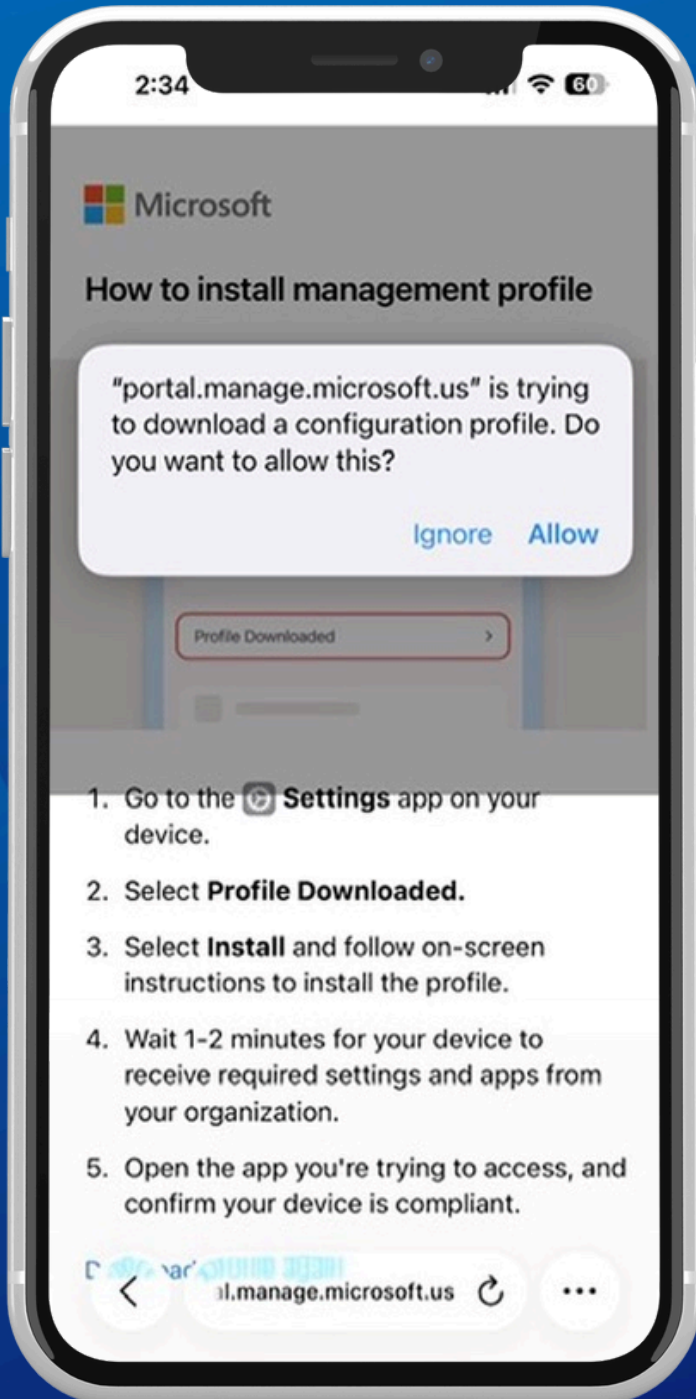 2:34
60
Microsoft
How to install management profile
"portal.manage.microsoft.us" is trying
to download a configuration profile. Do
you want to allow this?
Ignore Allow
Profile Downloaded
1. Go to the Settings app on your
device.
2. Select Profile Downloaded.
3. Select Install and follow on-screen
instructions to install the profile.
4. Wait 1-2 minutes for your device to
receive required settings and apps from
your organization.
5. Open the app you're trying to access, and
confirm your device is compliant.
al.manage.microsoft.us